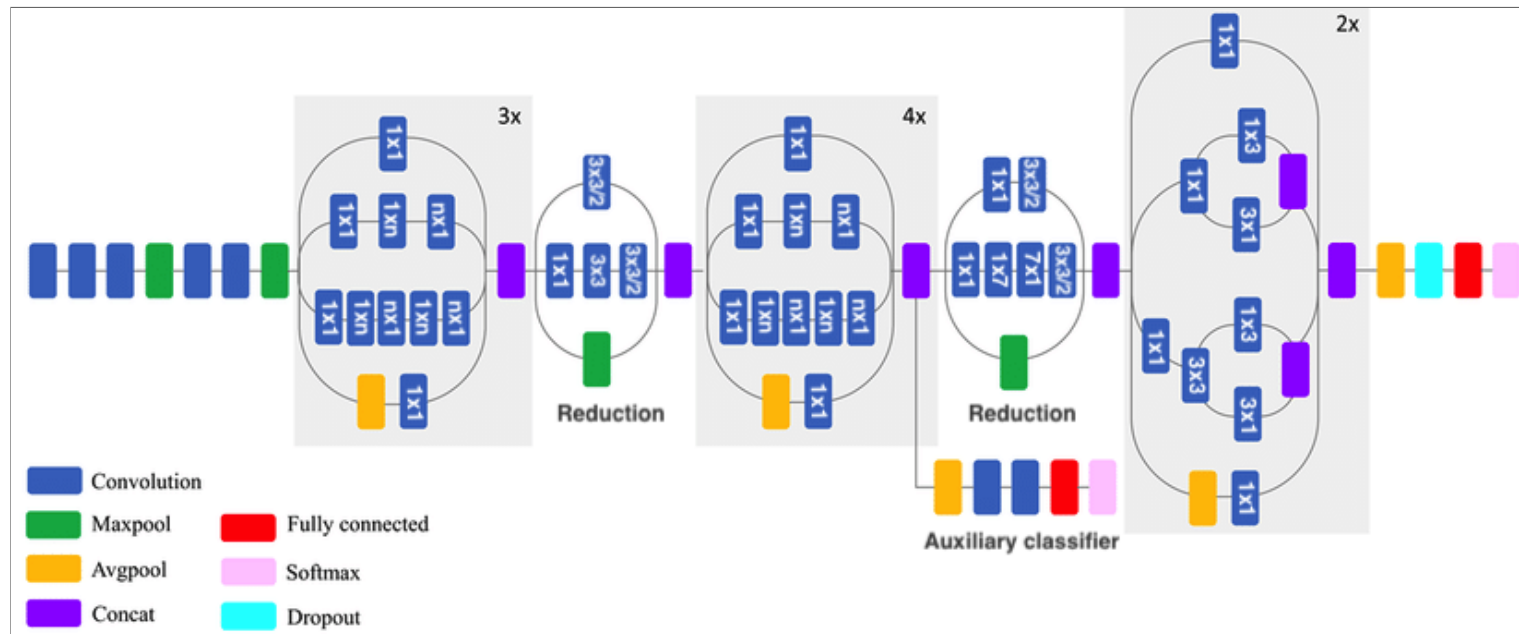 3x
1x1
1x1 1xn nx1
1x1 1xn nx1 1xn nx1
1x1
3x3/2
1x1 3x3 3x3/2
Reduction
4x
1x1
1x1 1xn nx1
1x1 1xn nx1 1xn nx1
1x1
1x1 3x3/2
1x1 1x7 7x1 3x3/2
Reduction
Auxiliary classifier
2x
1x1
1x3
1x1
3x1
1x3
1x1
3x3
3x1
1x1
Convolution
Maxpool
Avgpool
Concat
Fully connected
Softmax
Dropout